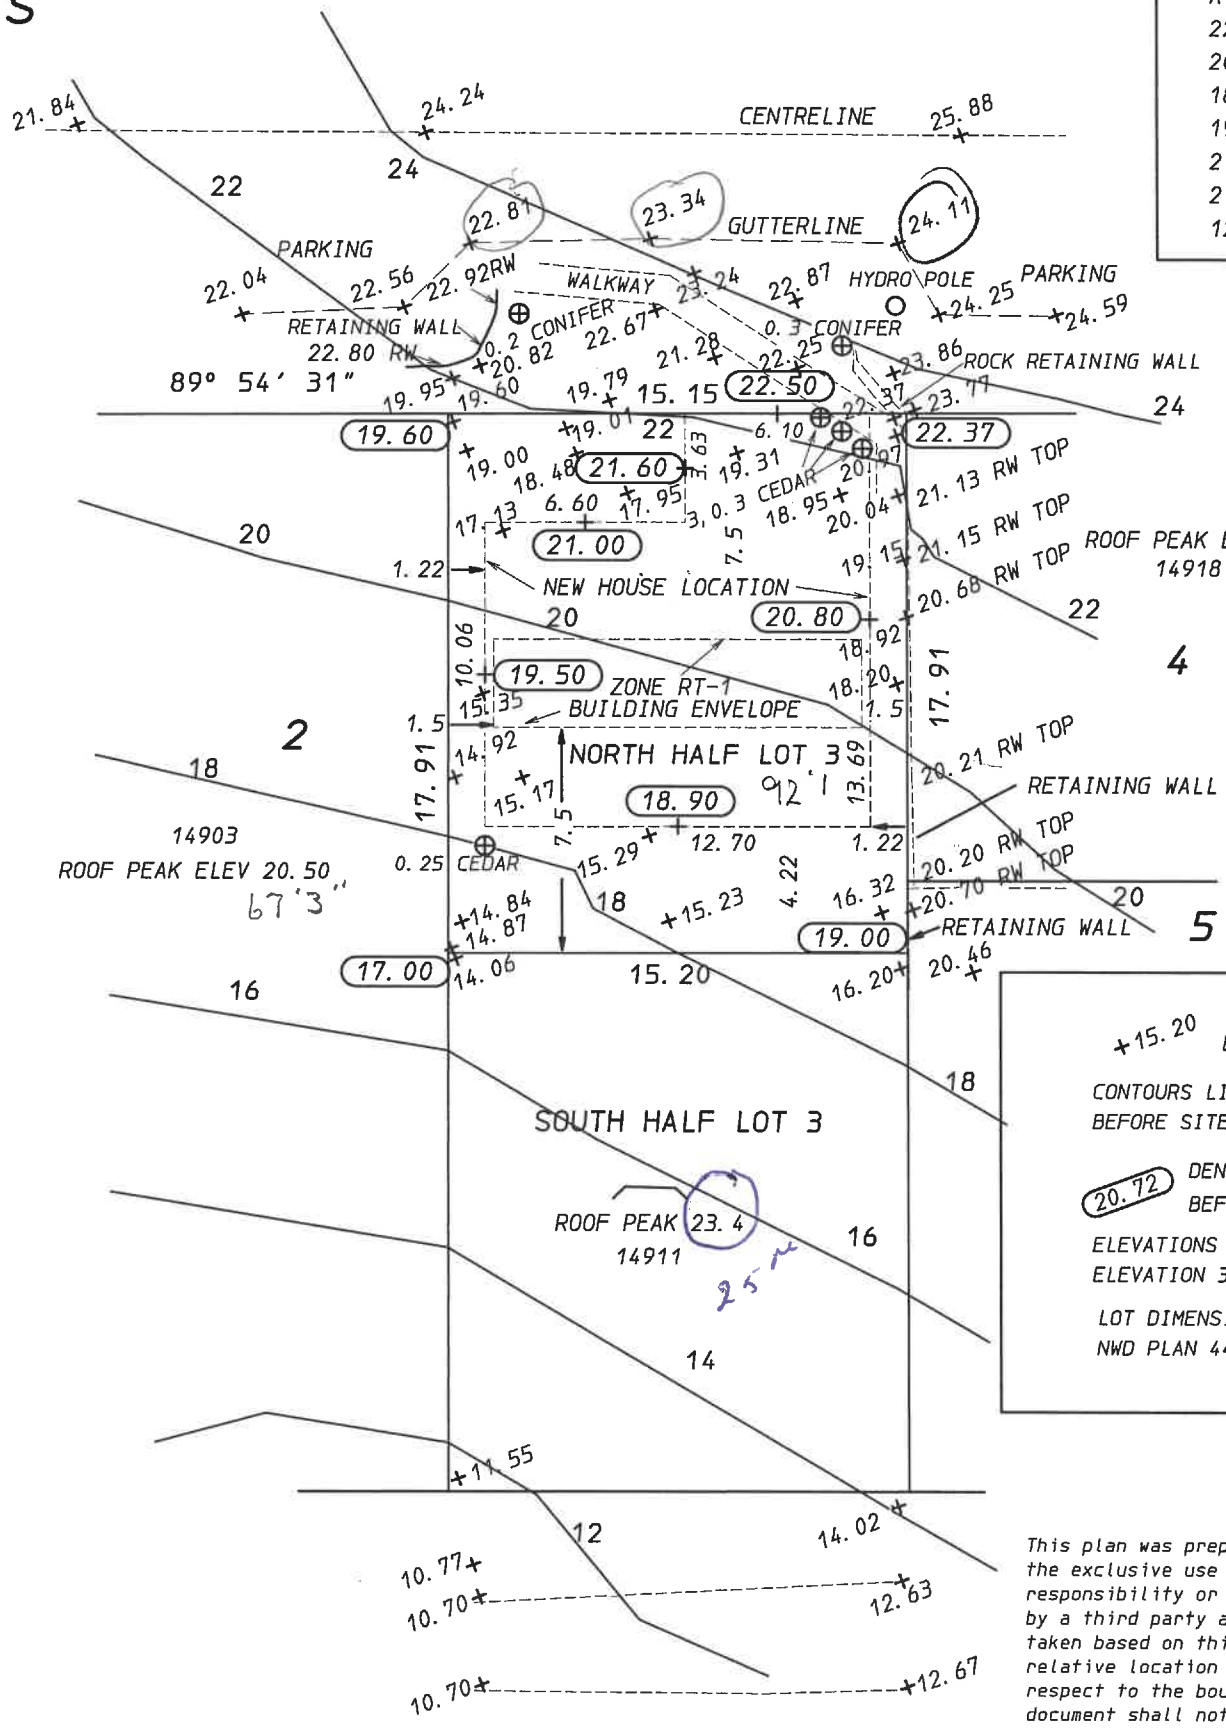 S
22
18
21.84
24.24
CENTRELINE
25.88
22
24
22.81
23.34
GUTTERLINE
24.11
PARKING
22.04
22.56
22.92RW
WALKWAY
23.24
22.87
HYDRO POLE
PARKING
24.25
24.59
RETAINING WALL
22.80 RW
0.2 CONIFER
20.82
22.67
21.28
0.3 CONIFER
22.25
23.86
ROCK RETAINING WALL
89° 54' 31"
19.95
19.60
19.79
15.15
22.50
22.37
23.77
24
19.60
19.01
22
6.10
22.37
19.00
18.48
21.60
3.63
19.31
CEDAR
20.97
21.13 RW TOP
17.13
6.60
17.95
3,0.3
18.95
20.04
21.00
7.5
19.15
21.15 RW TOP
ROOF PEAK
14918
20
1.22
NEW HOUSE LOCATION
20.68 RW TOP
20
20.80
22
10.06
18.92
4
19.50
ZONE RT-1
18.20
15.35
1.5
BUILDING ENVELOPE
1.5
17.91
2
14.92
NORTH HALF LOT 3
20.21 RW TOP
18
17.91
15.17
18.90
92'1
13.69
RETAINING WALL
14903
ROOF PEAK ELEV 20.50
67'3"
0.25 CEDAR
7.5
15.29
12.70
1.22
20.20 RW TOP
4.22
20.70 RW TOP
18
14.84
14.87
15.23
16.32
20
RETAINING WALL
5
19.00
17.00
14.06
15.20
16.20
20.46
16
+15.20
18
CONTOURS
BEFORE
SOUTH HALF LOT 3
20.72
ROOF PEAK 23.4
14911
16
25
ELEVATIONS
ELEVATION
LOT
NWD PLAN
14
11.55
12
14.02
10.77
10.70
12.63
10.70
12.67
This plan was
the exclusive use
responsibility or
by a third party
taken based on
relative location
respect to the
document shall not